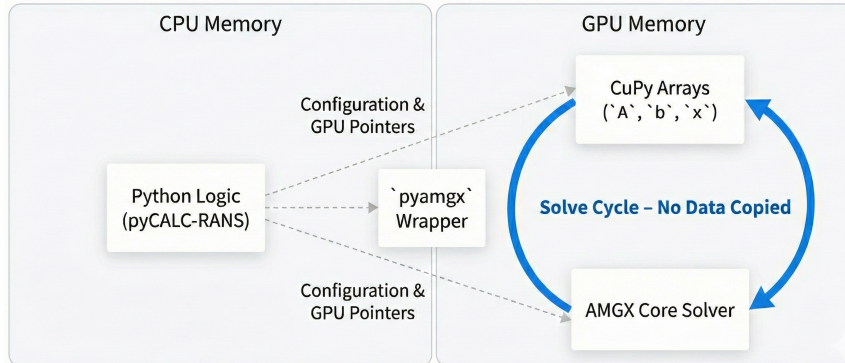 CPU Memory
GPU Memory
CuPy Arrays
(`A`,`b`,`x`)
Configuration &
GPU Pointers
Python Logic
(pyCALC-RANS)
`pyamgx`
Wrapper
Solve Cycle – No Data Copied
Configuration &
GPU Pointers
AMGX Core Solver